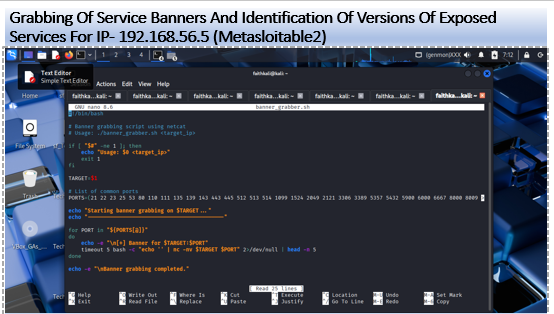 Grabbing Of Service Banners And Identification Of Versions Of Exposed
Services For IP- 192.168.56.5 (Metasloitable2)
1 2 3 4
(genmon)XXX
7:12
Text Editor
Simple Text Editor
faithkali@kali: ~
Actions Edit View Help
faithka...kali: ~ faithka...kali: ~ faithka...kali: ~ faithka...kali: ~ faithka...kali: ~ faithka...kali: ~ faithka...kali: ~
GNU nano 8.6 banner_grabber.sh
#!/bin/bash
# Banner grabbing script using netcat
# Usage: ./banner_grabber.sh <target_ip>
if [ "$#" -ne 1 ]; then
echo "Usage: $0 <target_ip>"
exit 1
fi
TARGET=$1
# List of common ports
PORTS=(21 22 23 25 53 80 110 111 135 139 143 443 445 512 513 514 1099 1524 2049 2121 3306 3389 5357 5432 5900 6000 6667 8000 8009
echo "Starting banner grabbing on $TARGET..."
for PORT in "${PORTS[@]}"
do
echo -e "\n[+] Banner for $TARGET:$PORT"
timeout 5 bash -c "echo '' | nc -nv $TARGET $PORT" 2>/dev/null | head -n 5
done
echo -e "\nBanner grabbing completed."
Home
File System
Trash
VBox_GAs_...
[ Read 25 lines ]
^G Help ^O Write Out ^F Where Is ^K Cut ^T Execute ^C Location M-U Undo M-A Set Mark
^X Exit ^R Read File ^\ Replace ^U Paste ^J Justify ^/ Go To Line M-E Redo M-6 Copy